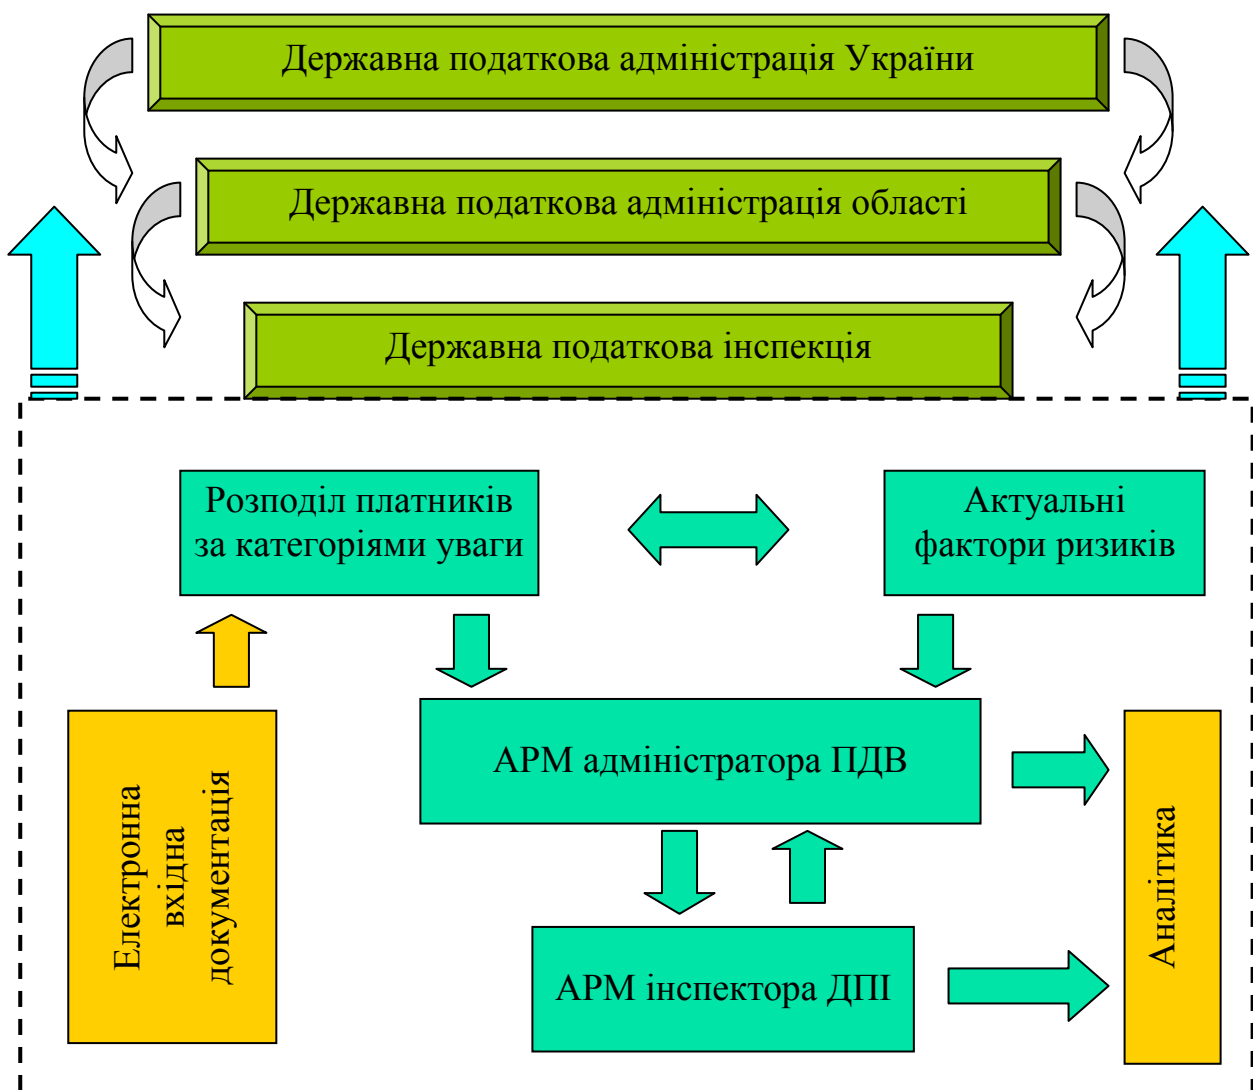 Державна податкова адміністрація України
Державна податкова адміністрація області
Державна податкова інспекція
Розподіл платників
за категоріями уваги
Актуальні
фактори ризиків
АРМ адміністратора ПДВ
Електронна
вхідна
документація
Аналітика
АРМ інспектора ДПІ